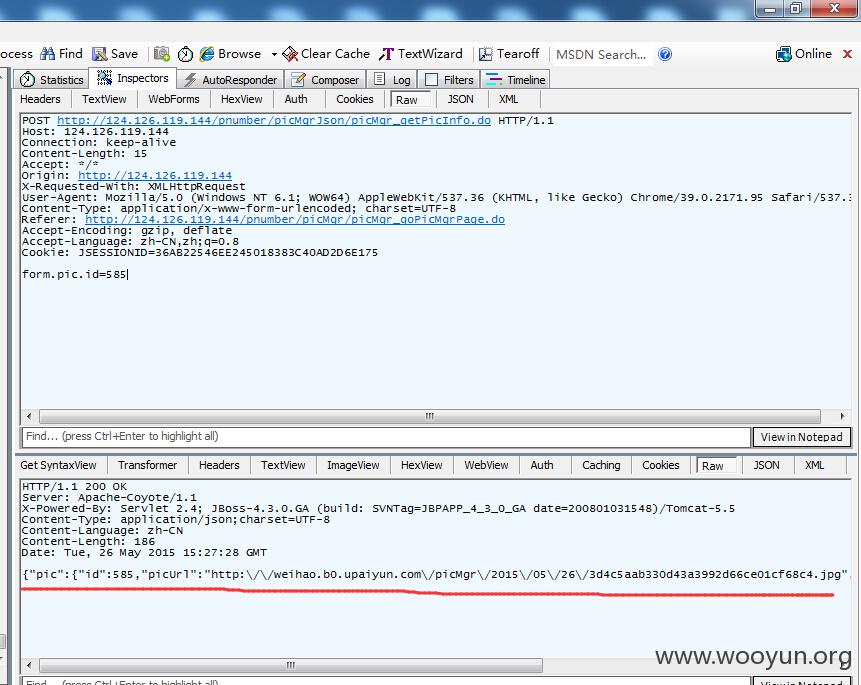 ocess Find Save Browse Clear Cache TextWizard Tearoff MSDN Search... Online
Statistics Inspectors AutoResponder Composer Log Filters Timeline
Headers TextView WebForms HexView Auth Cookies Raw JSON XML
POST http://124.126.119.144/pnumber/picMgrJson/picMgr_getPicInfo.do HTTP/1.1
Host: 124.126.119.144
Connection: keep-alive
Content-Length: 15
Accept: */*
Origin: http://124.126.119.144
X-Requested-With: XMLHttpRequest
User-Agent: Mozilla/5.0 (Windows NT 6.1; WOW64) AppleWebKit/537.36 (KHTML, like Gecko) Chrome/39.0.2171.95 Safari/537.3
Content-Type: application/x-www-form-urlencoded; charset=UTF-8
Referer: http://124.126.119.144/pnumber/picMgr/picMgr_goPicMgrPage.do
Accept-Encoding: gzip, deflate
Accept-Language: zh-CN,zh;q=0.8
Cookie: JSESSIONID=36AB22546EE245018383C40AD2D6E175
form.pic.id=585
Find... (press Ctrl+Enter to highlight all) View in Notepad
Get SyntaxView Transformer Headers TextView ImageView HexView WebView Auth Caching Cookies Raw JSON XML
HTTP/1.1 200 OK
Server: Apache-Coyote/1.1
X-Powered-By: Servlet 2.4; JBoss-4.3.0.GA (build: SVNTag=JBPAPP_4_3_0_GA date=200801031548)/Tomcat-5.5
Content-Type: application/json;charset=UTF-8
Content-Language: zh-CN
Content-Length: 186
Date: Tue, 26 May 2015 15:27:28 GMT
{"pic":{"id":585,"picUrl":"http:\/\/weihao.b0.upaiyun.com\/picMgr\/2015\/05\/26\/3d4c5aab330d43a3992d66ce01cf68c4.jpg",
www.wooyun.org
Find... (press Ctrl+Enter to highlight all) View in Notepad